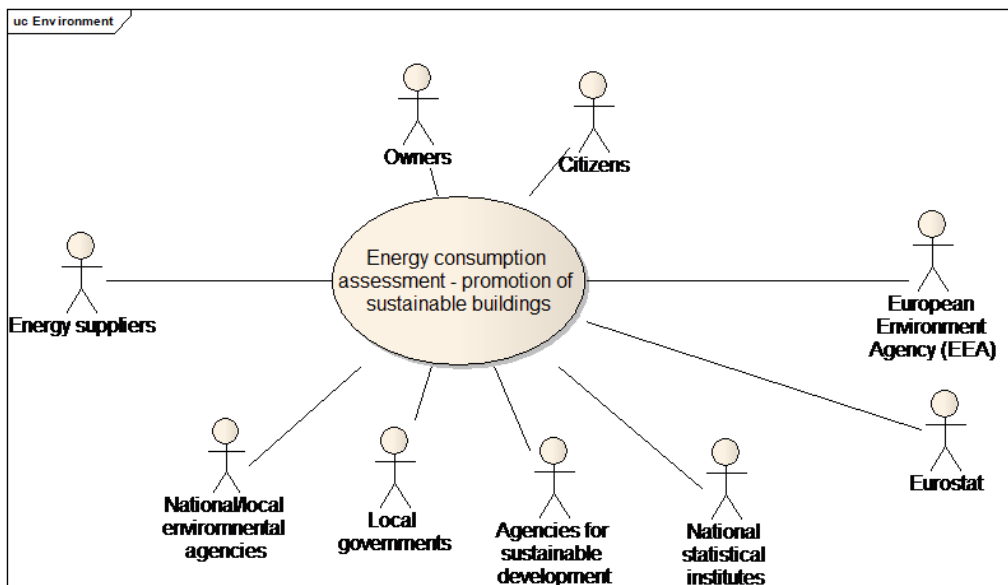 uc Environment
Owners
Citizens
Energy consumption
assessment - promotion of
sustainable buildings
Energy suppliers
European
Environment
Agency (EEA)
Eurostat
National/local
enviromnental
agencies
Local
governments
Agencies for
sustainable
development
National
statistical
institutes